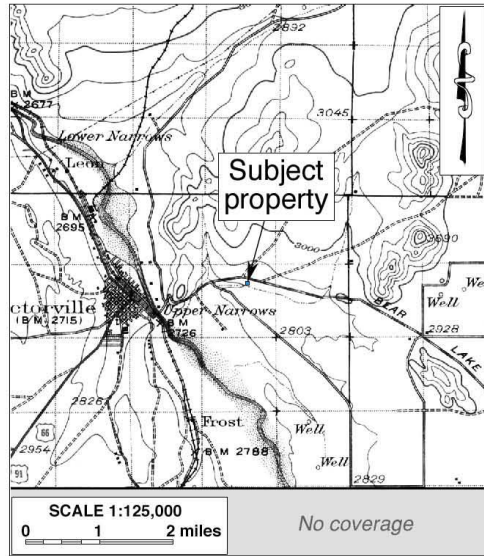 2892
B M
2677
3045
Lower Narrows
Leon
Subject
property
B M
2695
3000
3690
Well
We
ctorville
(B M. 2715)
Upper Narrows
B M
2726
2803
BEAR
2928
LAKE
2826
Frost
Well
66
2954
B M 2788
Well
91
2829
SCALE 1:125,000
0 1 2 miles
No coverage